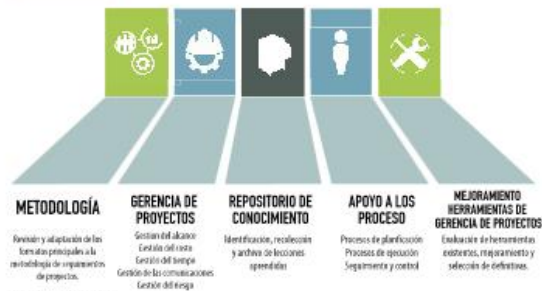 METODOLOGÍA
Revisión y adaptación de los
formatos principales a la
metodología de seguimientos
de proyectos.
GERENCIA DE
PROYECTOS
Gestion del alcance
Gestión del costo
Gestión del tiempo
Gestión de las comunicaciones
Gestión del riesgo
REPOSITORIO DE
CONOCIMIENTO
Identificación, recolección
y archivo de lecciones
aprendidas
APOYO A LOS
PROCESO
Procesos de planificación
Procesos de ejecución
Seguimiento y control
MEJORAMIENTO
HERRAMIENTAS DE
GERENCIA DE PROYECTOS
Evaluación de herramientas
existentes, mejoramiento y
selección de definitivas.